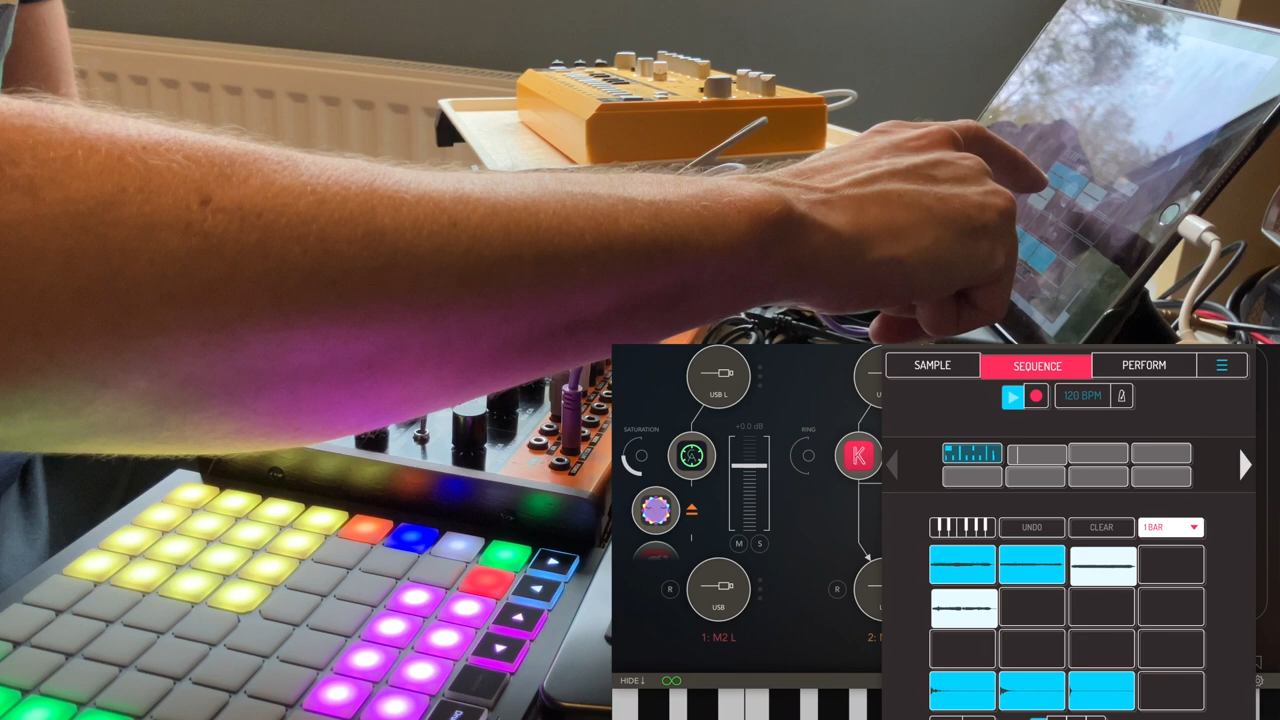 USB L
SAMPLE
SEQUENCE
PERFORM
120 BPM
SATURATION
+0.0 dB
RING
K
UNDO
CLEAR
1 BAR
M
S
R
USB
R
1: M2 L
HIDE↓